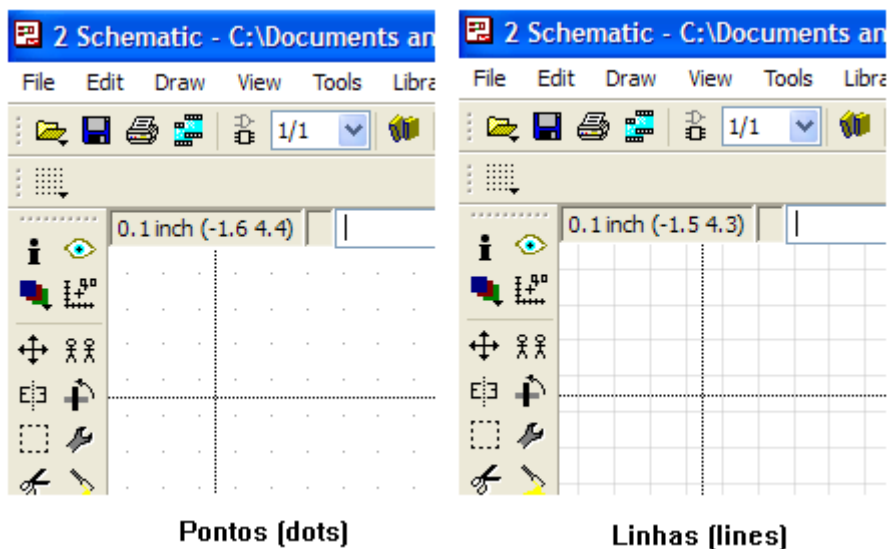 2 Schematic - C:\Documents an
File Edit Draw View Tools Libra
1/1
0.1 inch (-1.6 4.4)
Pontos (dots)
2 Schematic - C:\Documents an
File Edit Draw View Tools Libra
1/1
0.1 inch (-1.5 4.3)
Linhas (lines)